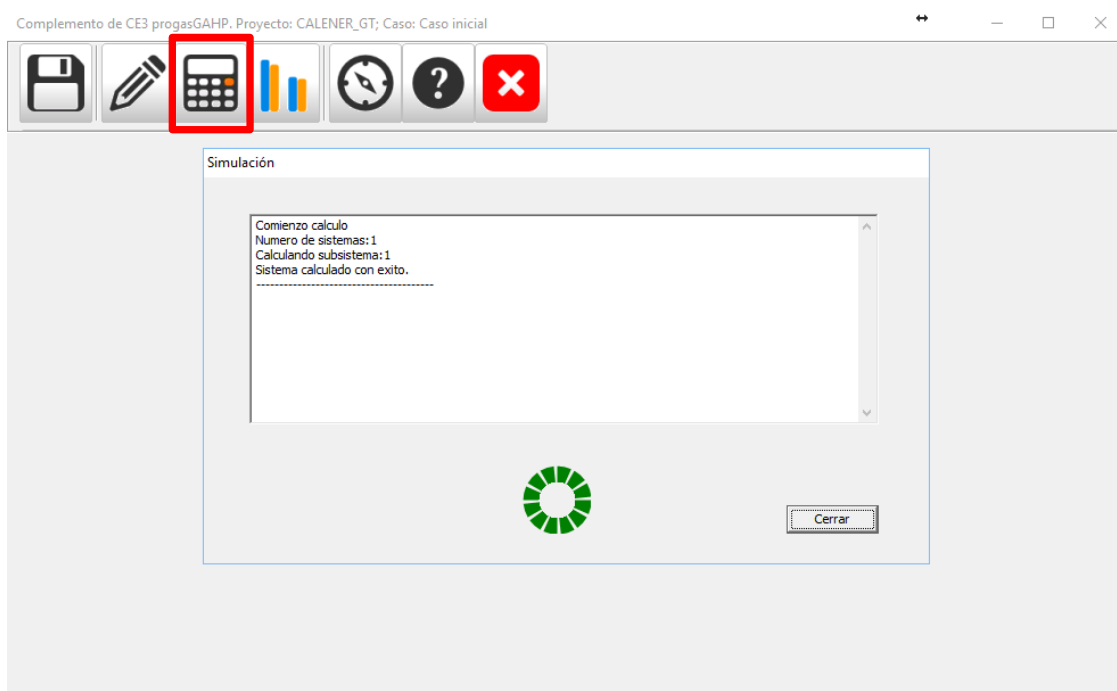 Complemento de CE3 progasGAHP. Proyecto: CALENER_GT; Caso: Caso inicial
?
Simulación
Comienzo calculo
Numero de sistemas:1
Calculando subsistema:1
Sistema calculado con exito.
---------------------------------------
Cerrar